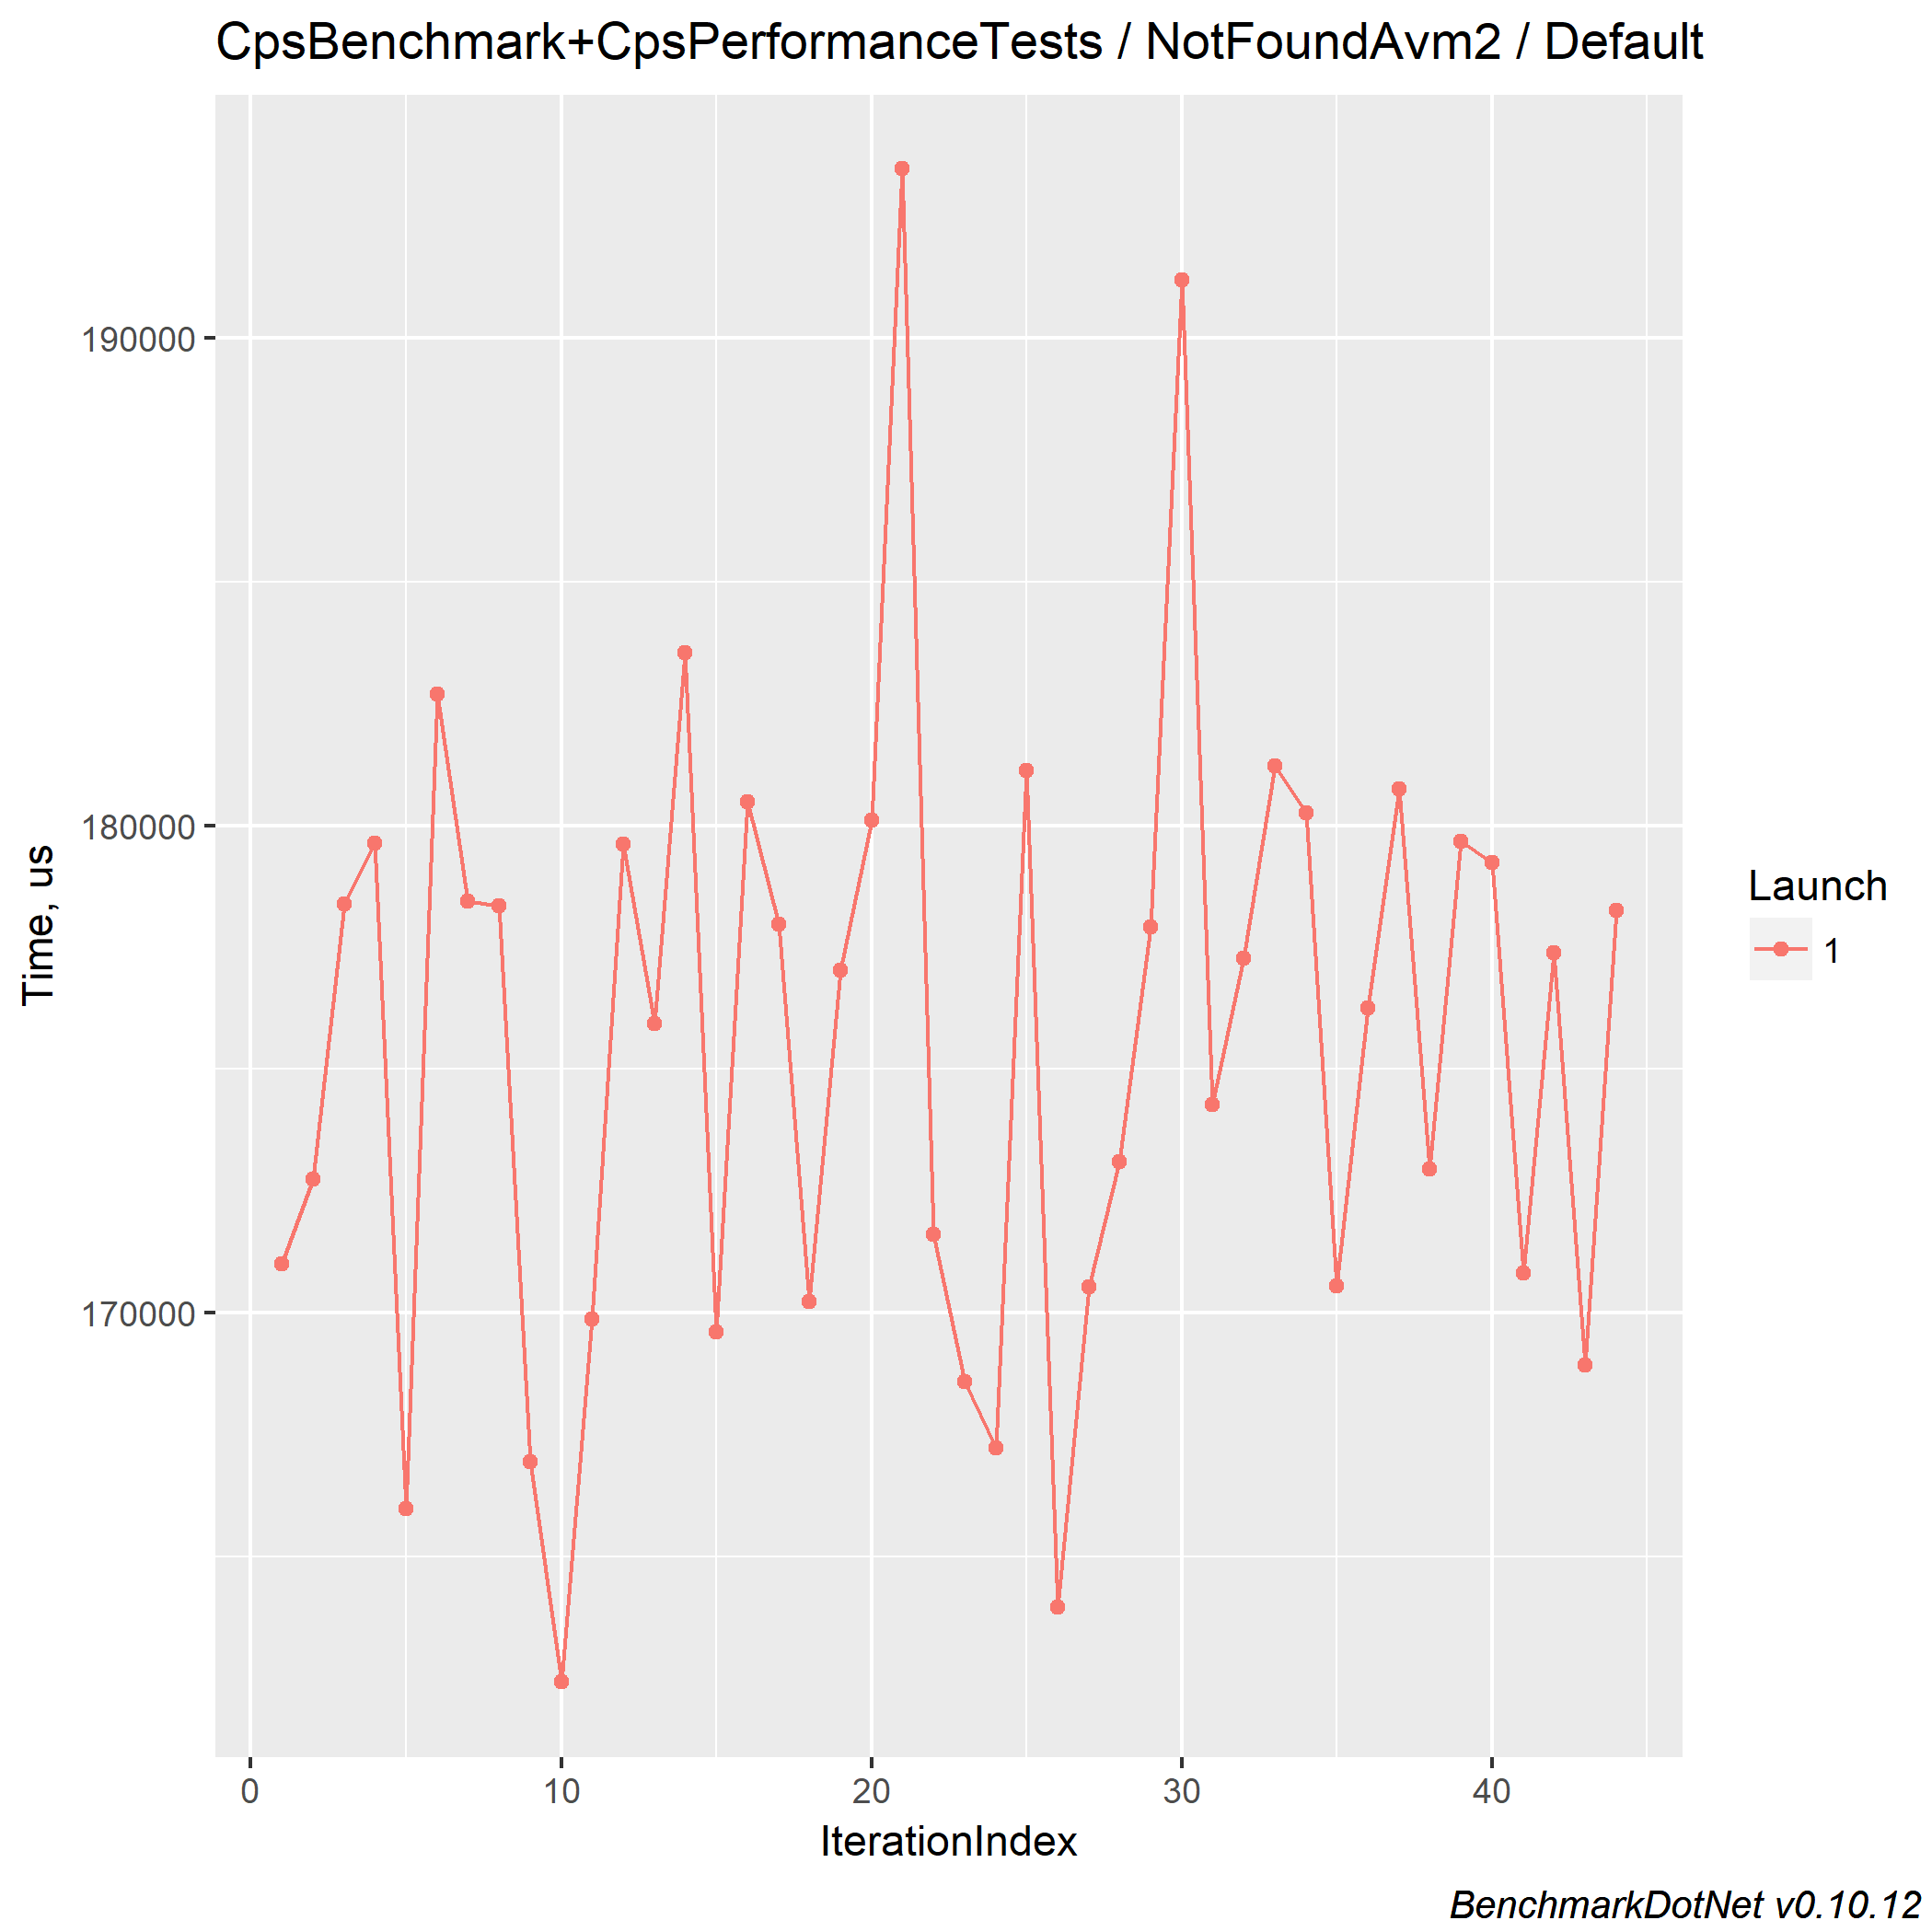 CpsBenchmark+CpsPerformanceTests / NotFoundAvm2 / Default
190000
180000
170000
Time, us
0 10 20 30 40
IterationIndex
Launch
1
BenchmarkDotNet v0.10.12